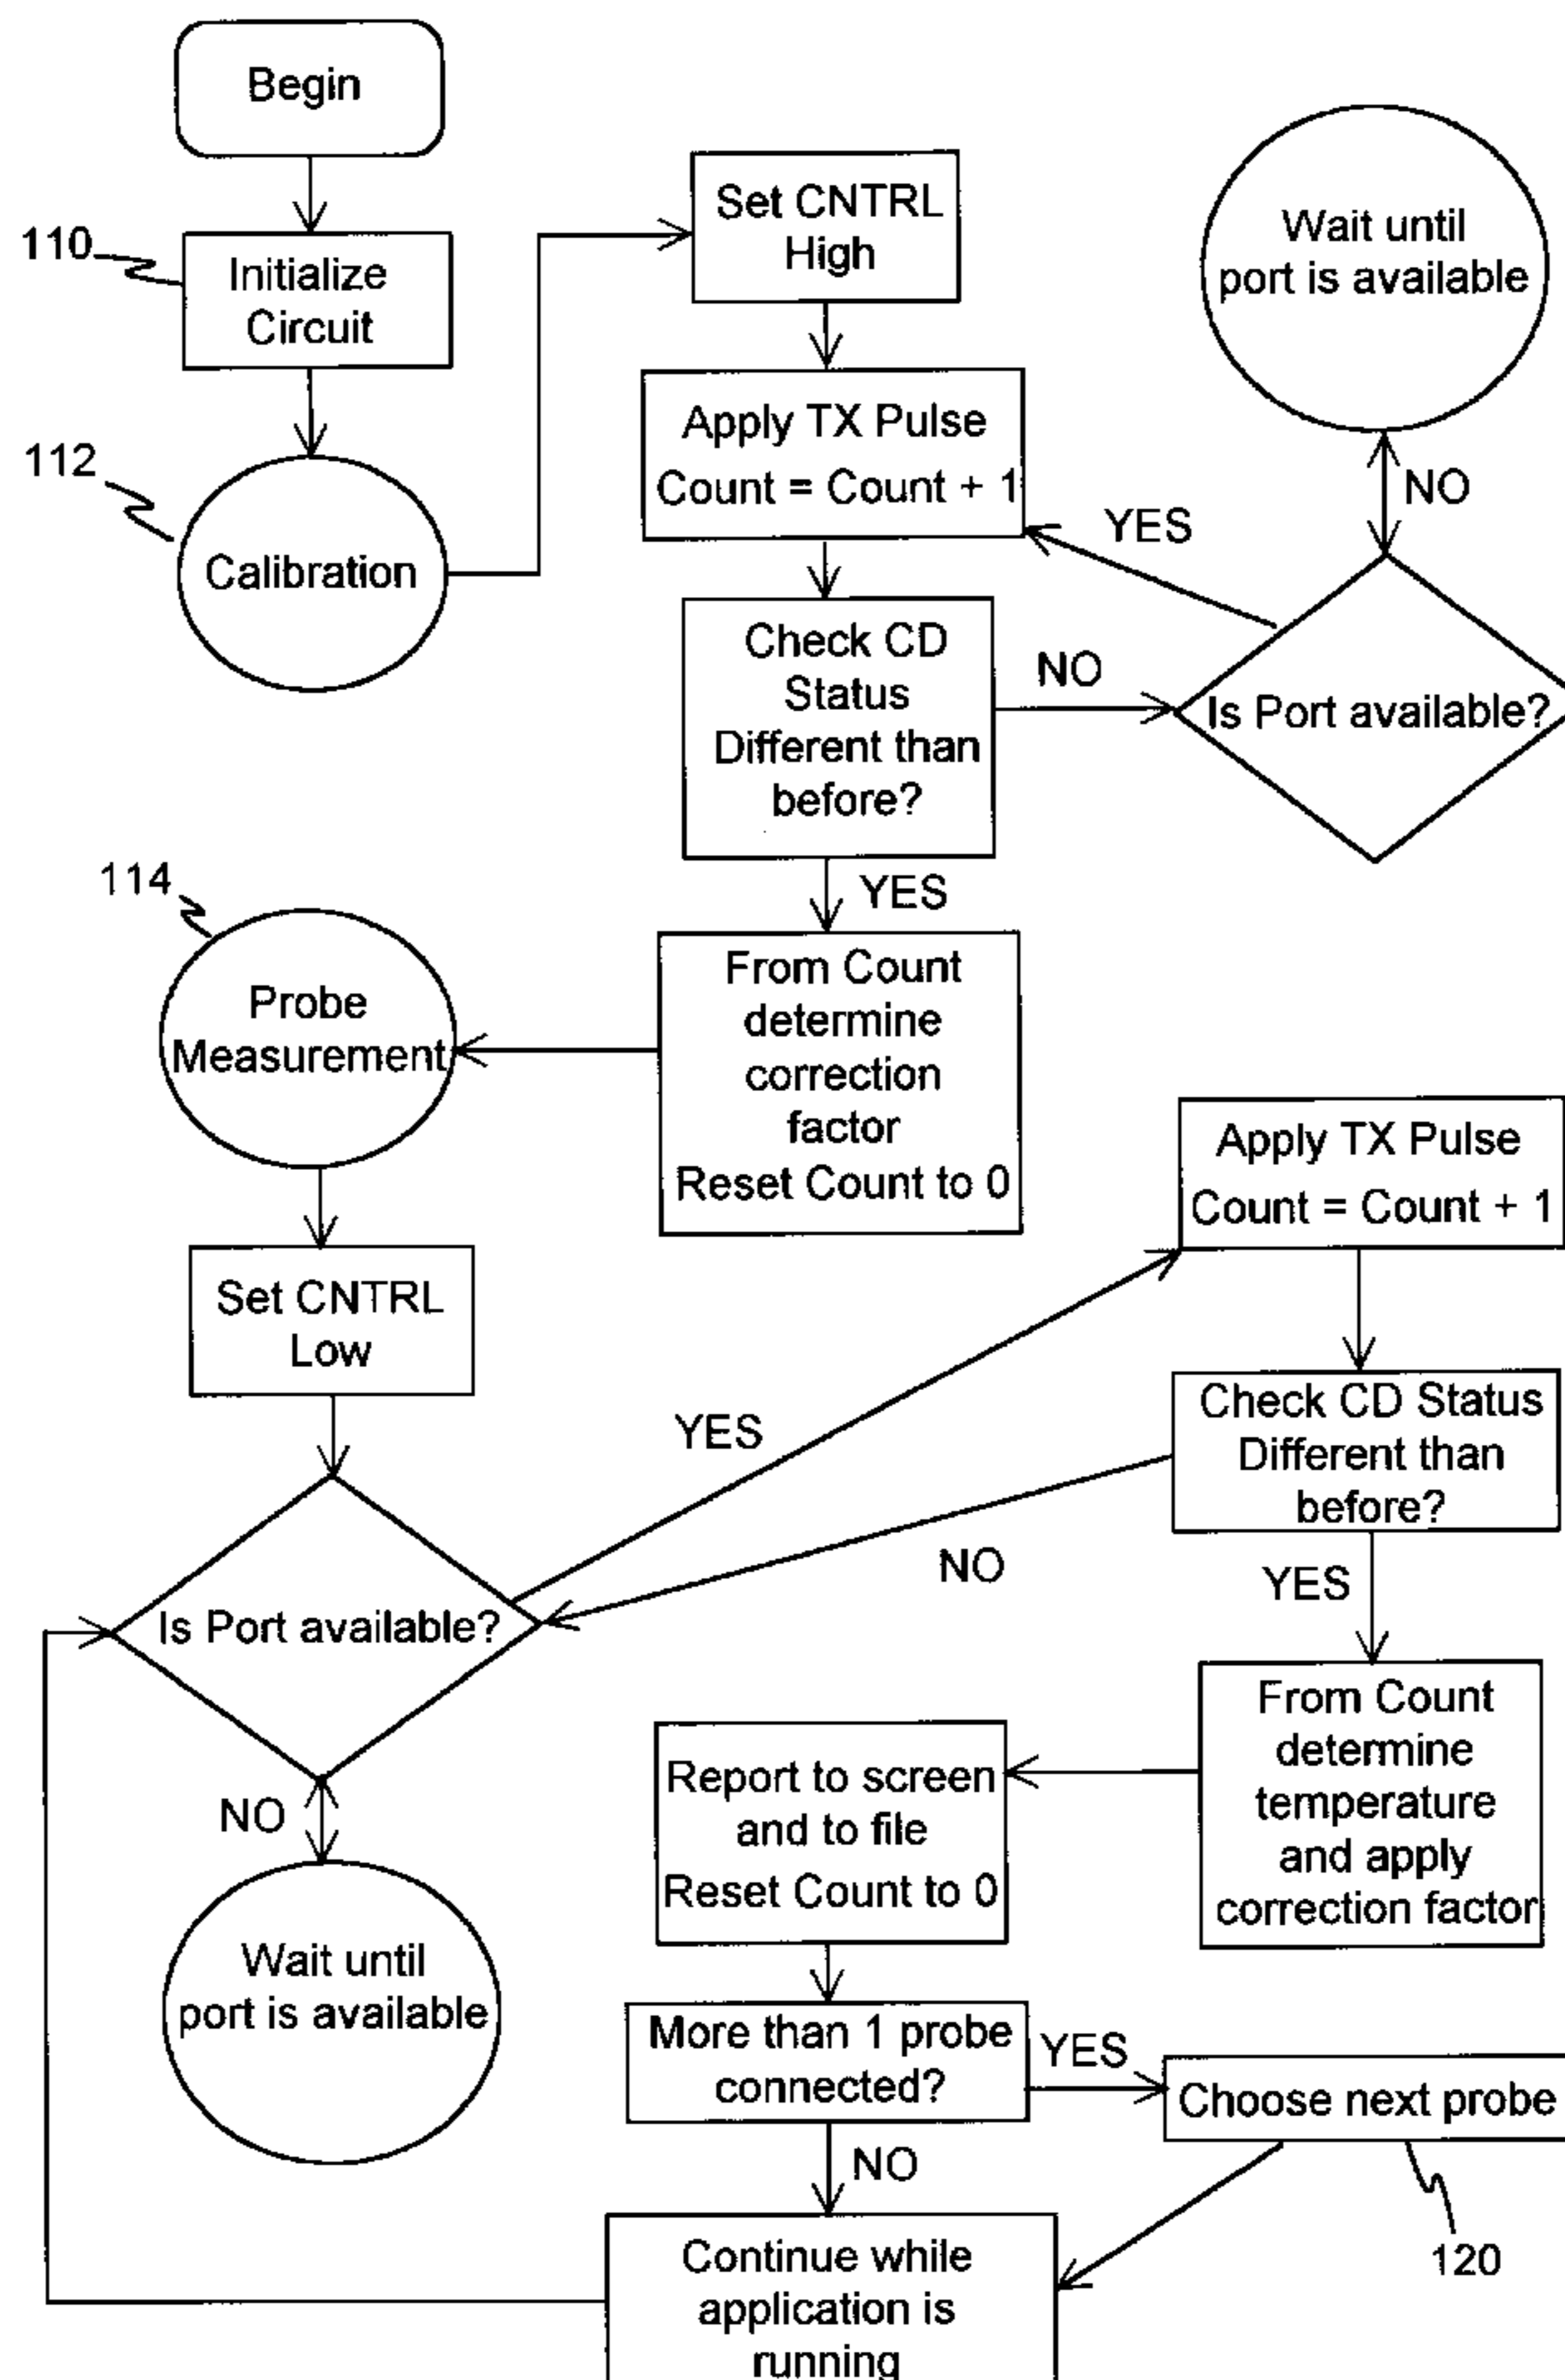 Begin
110
Initialize
Circuit
112
Calibration
Set CNTRL
High
Apply TX Pulse
Count = Count + 1
Wait until
port is available
NO
YES
Check CD
Status
Different than
before?
NO
Is Port available?
YES
From Count
determine
correction
factor
Reset Count to 0
114
Probe
Measurement
Set CNTRL
Low
Is Port available?
YES
Apply TX Pulse
Count = Count + 1
Check CD Status
Different than
before?
NO
YES
NO
Wait until
port is available
From Count
determine
temperature
and apply
correction factor
Report to screen
and to file
Reset Count to 0
More than 1 probe
connected?
YES
Choose next probe
120
NO
Continue while
application is
running